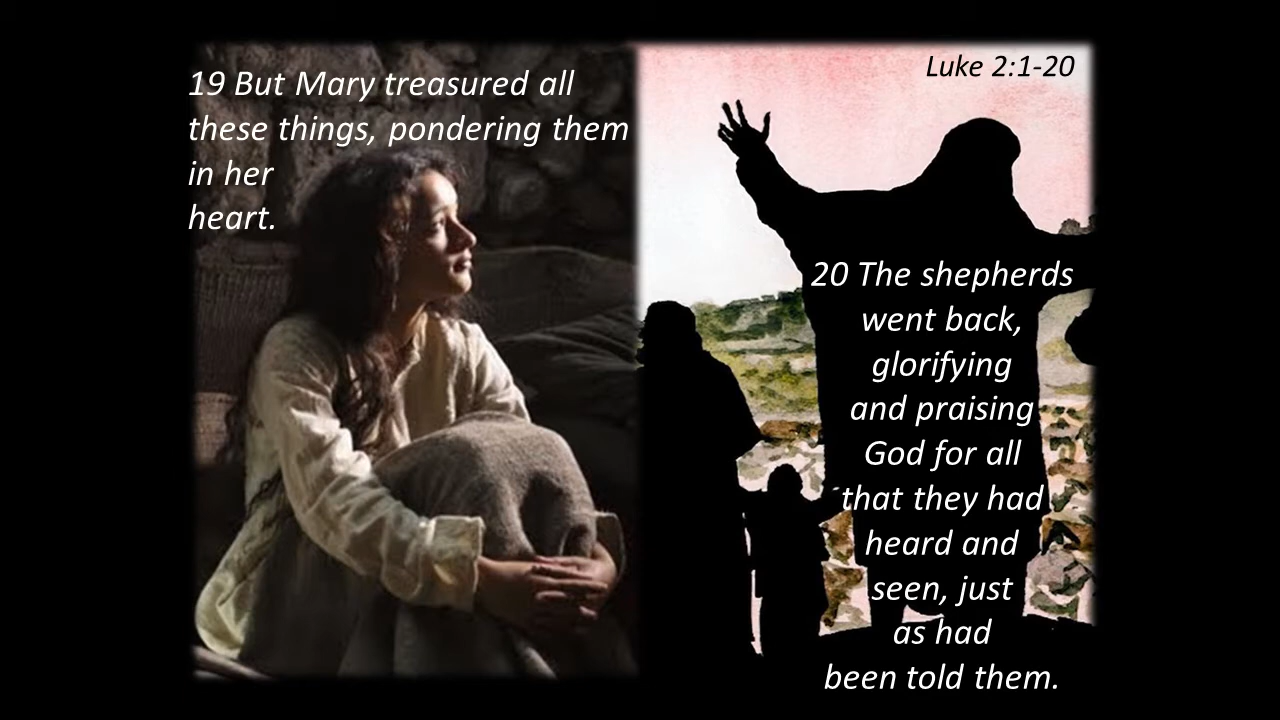 19 But Mary treasured all
these things, pondering them
in her
heart.
Luke 2:1-20
20 The shepherds
went back,
glorifying
and praising
God for all
that they had
heard and
seen, just
as had
been told them.